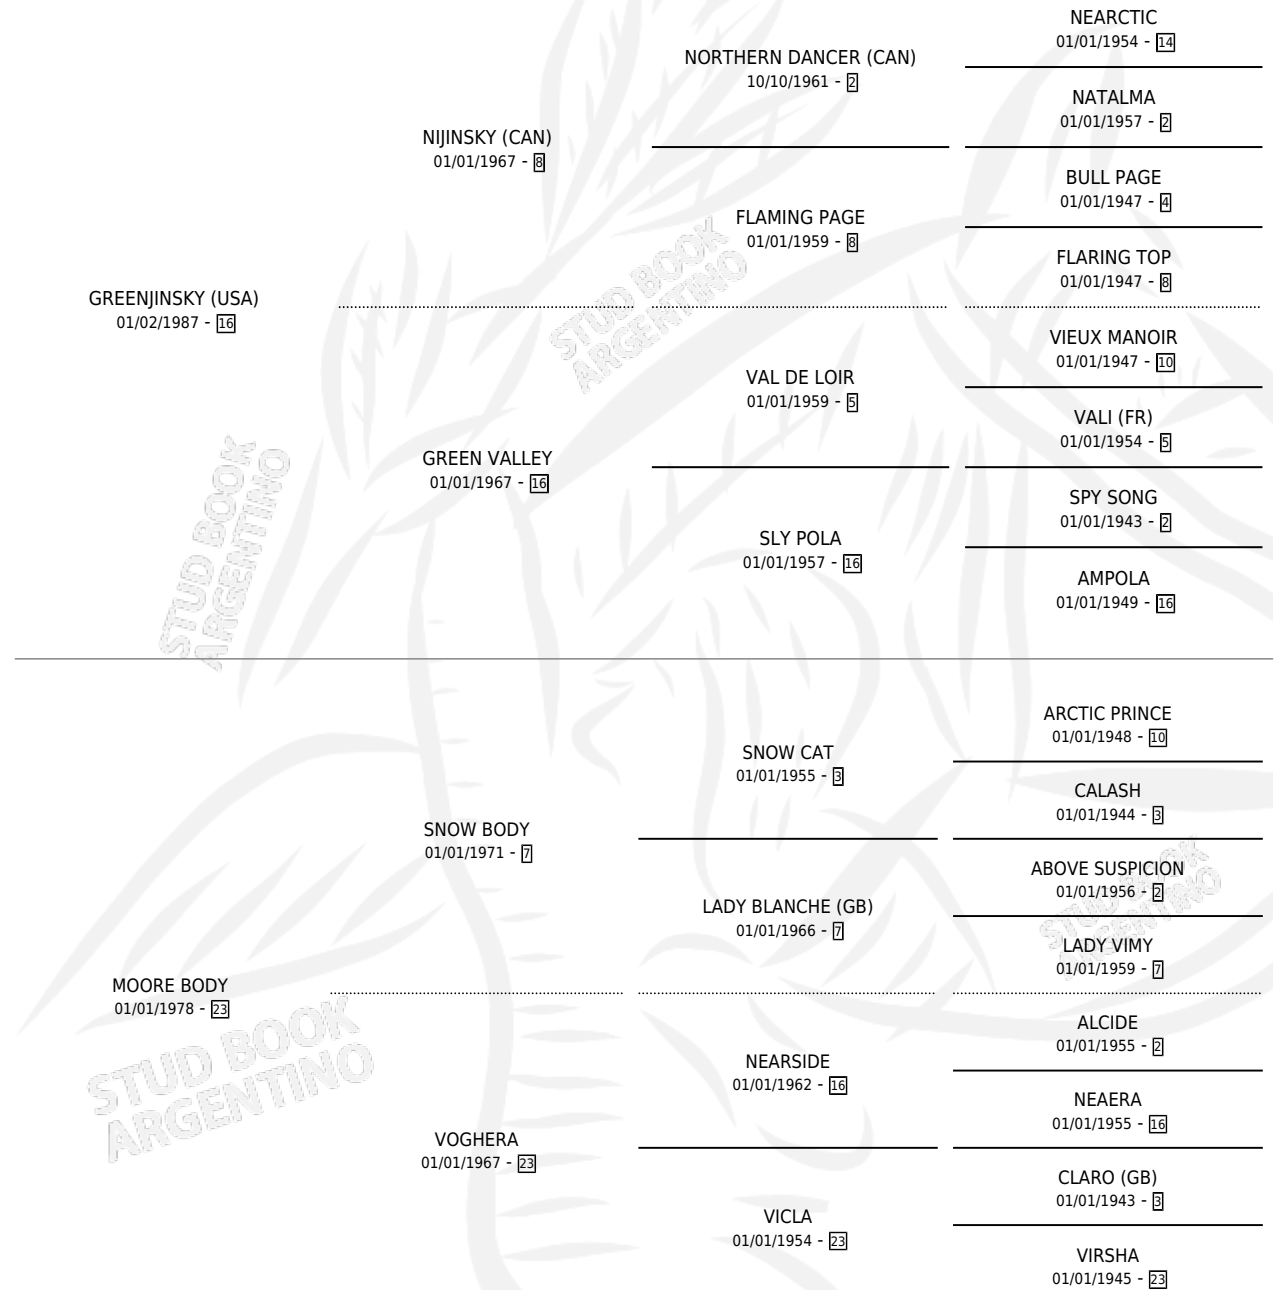 NEARCTIC
01/01/1954 - 14
NORTHERN DANCER (CAN)
10/10/1961 - 2
NATALMA
01/01/1957 - 2
NIJINSKY (CAN)
01/01/1967 - 8
BULL PAGE
01/01/1947 - 4
FLAMING PAGE
01/01/1959 - 8
FLARING TOP
01/01/1947 - 8
GREENJINSKY (USA)
01/02/1987 - 16
VIEUX MANOIR
01/01/1947 - 10
VAL DE LOIR
01/01/1959 - 5
VALI (FR)
01/01/1954 - 5
GREEN VALLEY
01/01/1967 - 16
SPY SONG
01/01/1943 - 2
SLY POLA
01/01/1957 - 16
AMPOLA
01/01/1949 - 16
ARCTIC PRINCE
01/01/1948 - 10
SNOW CAT
01/01/1955 - 3
CALASH
01/01/1944 - 3
SNOW BODY
01/01/1971 - 7
ABOVE SUSPICION
01/01/1956 - 2
LADY BLANCHE (GB)
01/01/1966 - 7
LADY VIMY
01/01/1959 - 7
MOORE BODY
01/01/1978 - 23
ALCIDE
01/01/1955 - 2
NEARSIDE
01/01/1962 - 16
NEAERA
01/01/1955 - 16
VOGHERA
01/01/1967 - 23
CLARO (GB)
01/01/1943 - 3
VICLA
01/01/1954 - 23
VIRSHA
01/01/1945 - 23
STUD BOOK
ARGENTINO
STUD BOOK
ARGENTINO
STUD BOOK
ARGENTINO
STUD BOOK
ARGENTINO